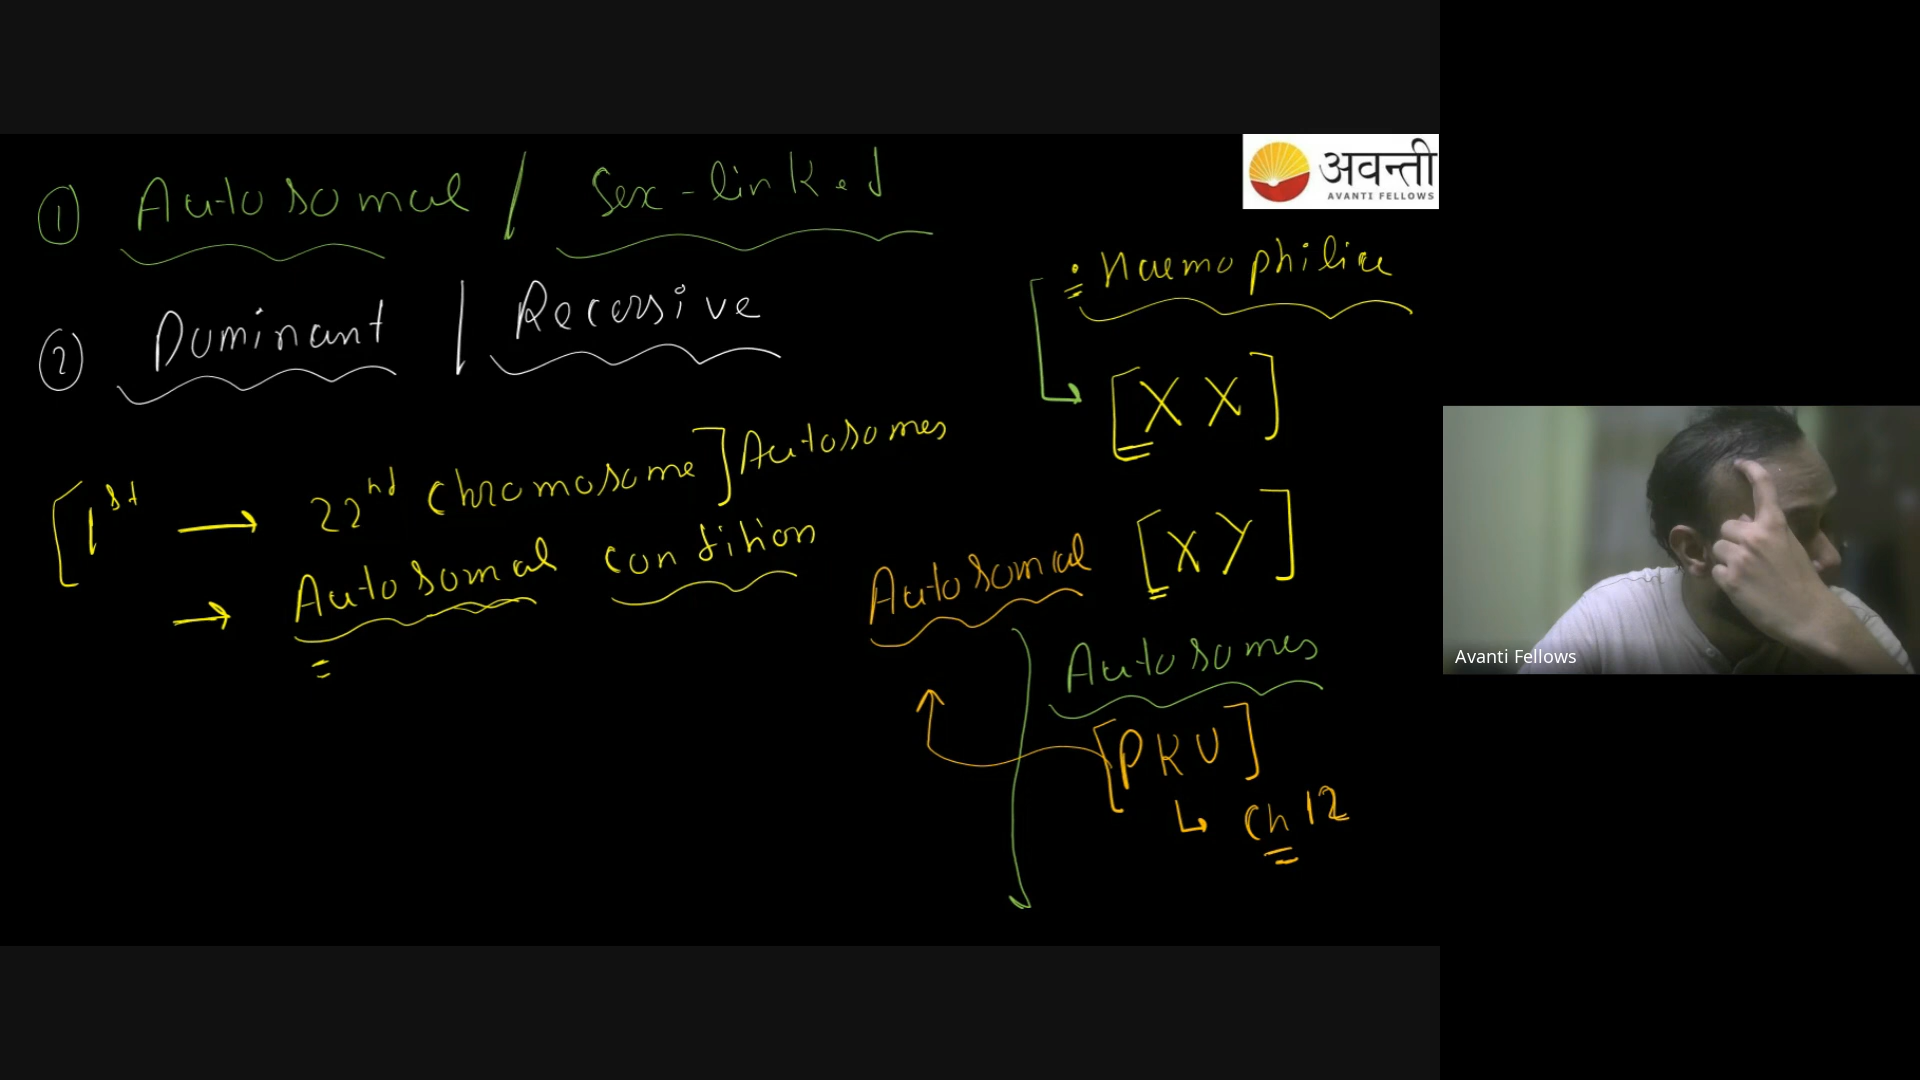 ① Autosomal / Sex-linked
② Dominant | Recessive
[1st → 22nd Chromosome] Autosomes
→ Autosomal condition
अवन्ती
AVANTI FELLOWS
: Haemophilia
[XX]
[XY]
Autosomal
Autosomes
[PKU]
↳ Ch 12
Avanti Fellows